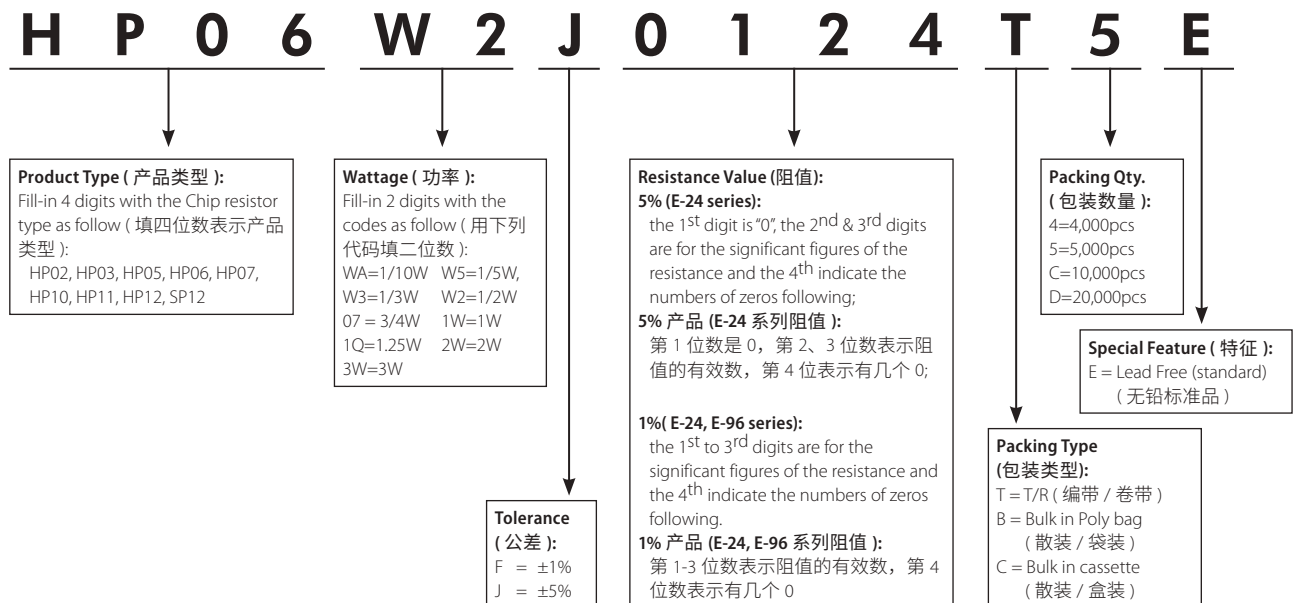 HP06W2J0124T5E
Product Type ( 产品类型 ):
Fill-in 4 digits with the Chip resistor
type as follow ( 填四位数表示产品
类型 ):
HP02, HP03, HP05, HP06, HP07,
HP10, HP11, HP12, SP12
Wattage ( 功率 ):
Fill-in 2 digits with the
codes as follow ( 用下列
代码填二位数 ):
WA=1/10W W5=1/5W,
W3=1/3W W2=1/2W
07 = 3/4W 1W=1W
1Q=1.25W 2W=2W
3W=3W
Tolerance
( 公差 ):
F = ±1%
J = ±5%
Resistance Value (阻值):
5% (E-24 series):
the 1st digit is “0”, the 2nd & 3rd digits
are for the significant figures of the
resistance and the 4th indicate the
numbers of zeros following;
5% 产品 (E-24 系列阻值 ):
第 1 位数是 0，第 2、3 位数表示阻
值的有效数，第 4 位表示有几个 0;
1%( E-24, E-96 series):
the 1st to 3rd digits are for the
significant figures of the resistance and
the 4th indicate the numbers of zeros
following.
1% 产品 (E-24, E-96 系列阻值 ):
第 1-3 位数表示阻值的有效数，第 4
位数表示有几个 0
Packing Type
(包装类型):
T = T/R ( 编带 / 卷带 )
B = Bulk in Poly bag
( 散装 / 袋装 )
C = Bulk in cassette
( 散装 / 盒装 )
Packing Qty.
( 包装数量 ):
4=4,000pcs
5=5,000pcs
C=10,000pcs
D=20,000pcs
Special Feature ( 特征 ):
E = Lead Free (standard)
( 无铅标准品 )